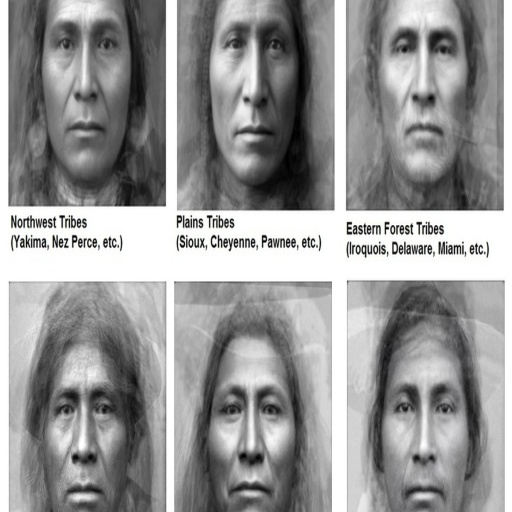 Northwest Tribes
(Yakima, Nez Perce, etc.)
Plains Tribes
(Sioux, Cheyenne, Pawnee, etc.)
Eastern Forest Tribes
(Iroquois, Delaware, Miami, etc.)